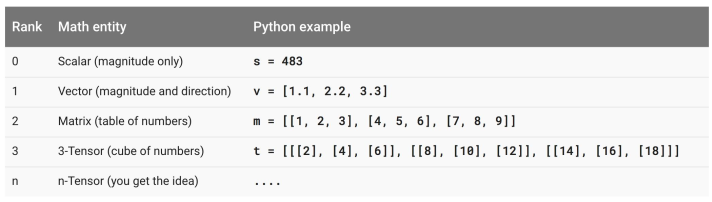 Rank Math entity Python example
0 Scalar (magnitude only) s = 483
1 Vector (magnitude and direction) v = [1.1, 2.2, 3.3]
2 Matrix (table of numbers) m = [[1, 2, 3], [4, 5, 6], [7, 8, 9]]
3 3-Tensor (cube of numbers) t = [[[2], [4], [6]], [[8], [10], [12]], [[14], [16], [18]]]
n n-Tensor (you get the idea) ....